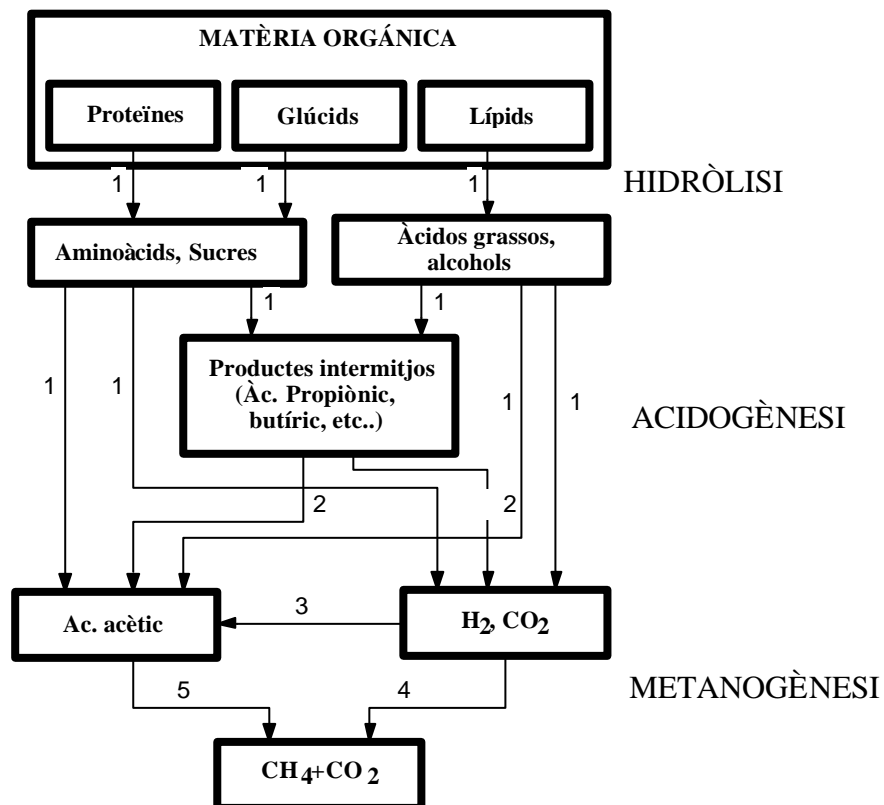 MATÈRIA ORGÁNICA
Proteïnes
Glúcids
Lípids
1
1
1
HIDRÒLISI
Aminoàcids, Sucres
Àcidos grassos,
alcohols
1
1
1
1
1
1
Productes intermitjos
(Àc. Propiònic,
butíric, etc..)
ACIDOGÈNESI
2
2
Ac. acètic
3
H2, CO2
5
4
METANOGÈNESI
CH4+CO2